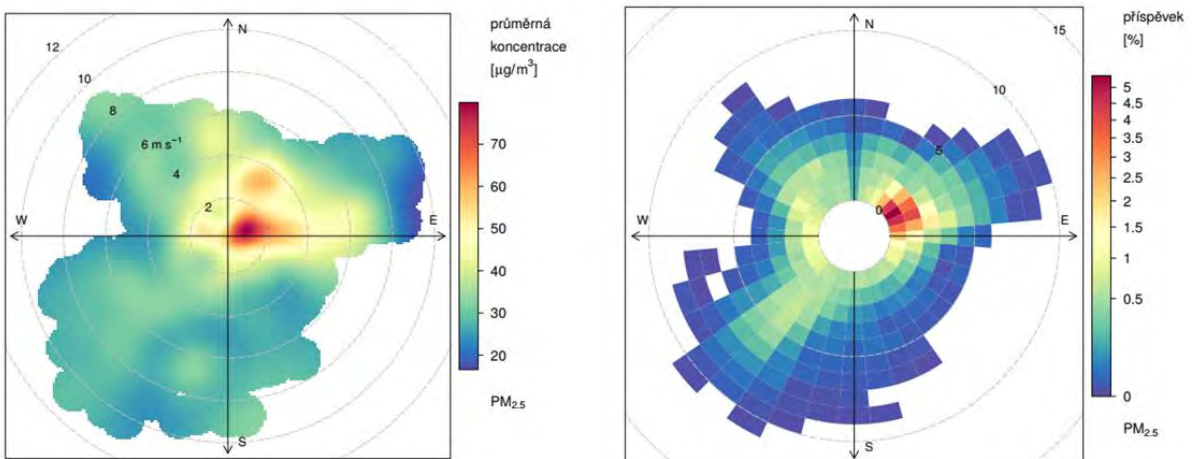 průměrná
koncentrace
[µg/m³]
N
12
10
8
6 m s⁻¹
4
2
W
E
S
70
60
50
40
30
20
PM₂.₅
příspěvek
[%]
N
15
10
5
0
W
E
S
5
4.5
4
3.5
3
2.5
2
1.5
1
0.5
0
PM₂.₅